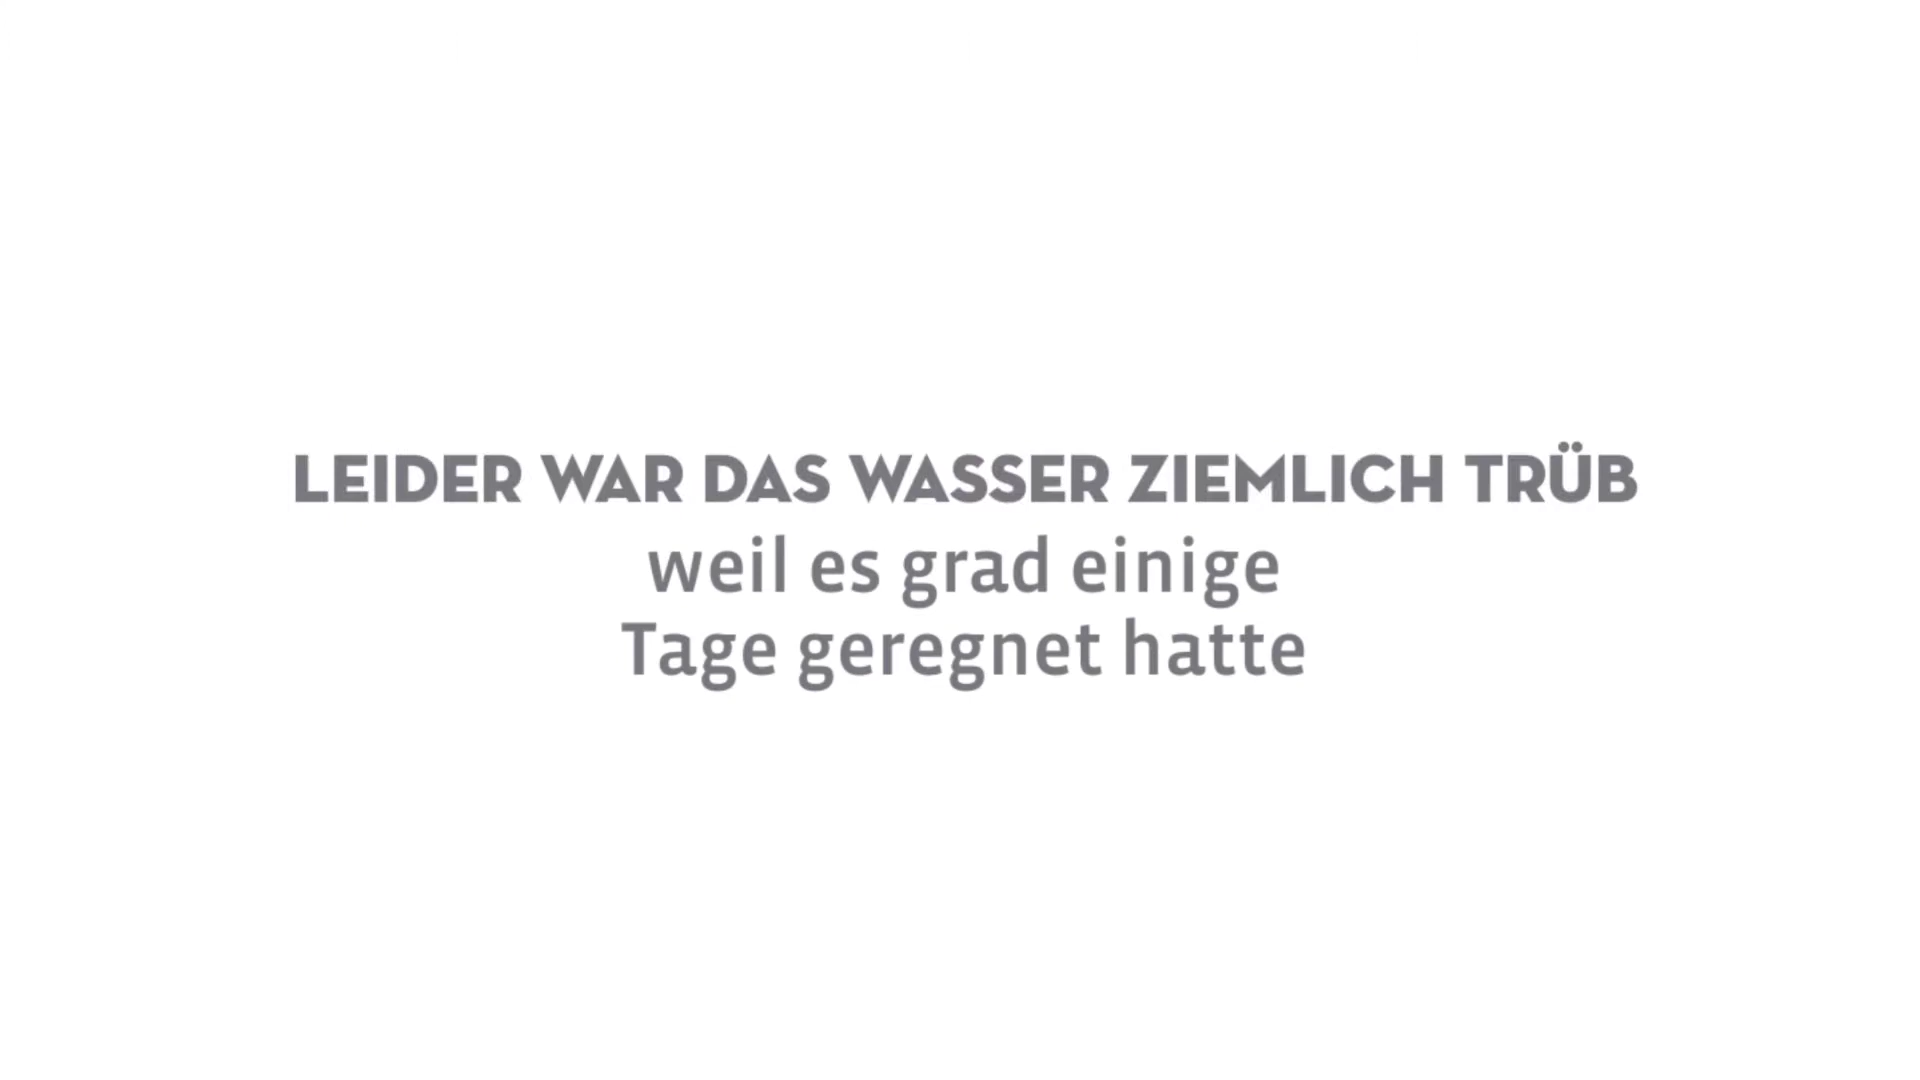 LEIDER WAR DAS WASSER ZIEMLICH TRÜB
weil es grad einige
Tage geregnet hatte